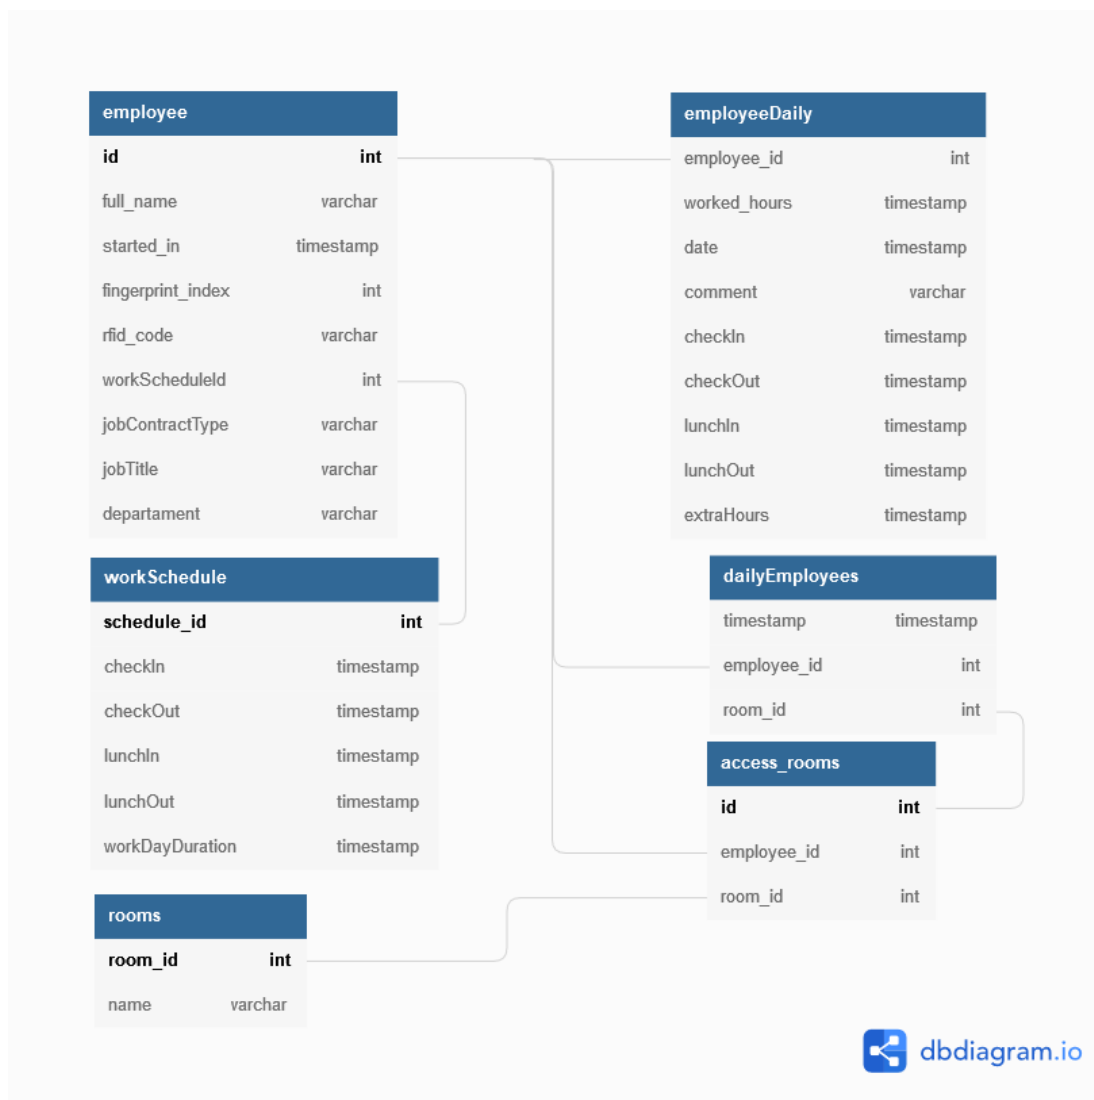 employee
id int
full_name varchar
started_in timestamp
fingerprint_index int
rfid_code varchar
workScheduleId int
jobContractType varchar
jobTitle varchar
departament varchar
employeeDaily
employee_id int
worked_hours timestamp
date timestamp
comment varchar
checkIn timestamp
checkOut timestamp
lunchIn timestamp
lunchOut timestamp
extraHours timestamp
workSchedule
schedule_id int
checkIn timestamp
checkOut timestamp
lunchIn timestamp
lunchOut timestamp
workDayDuration timestamp
dailyEmployees
timestamp timestamp
employee_id int
room_id int
access_rooms
id int
employee_id int
room_id int
rooms
room_id int
name varchar
dbdiagram.io